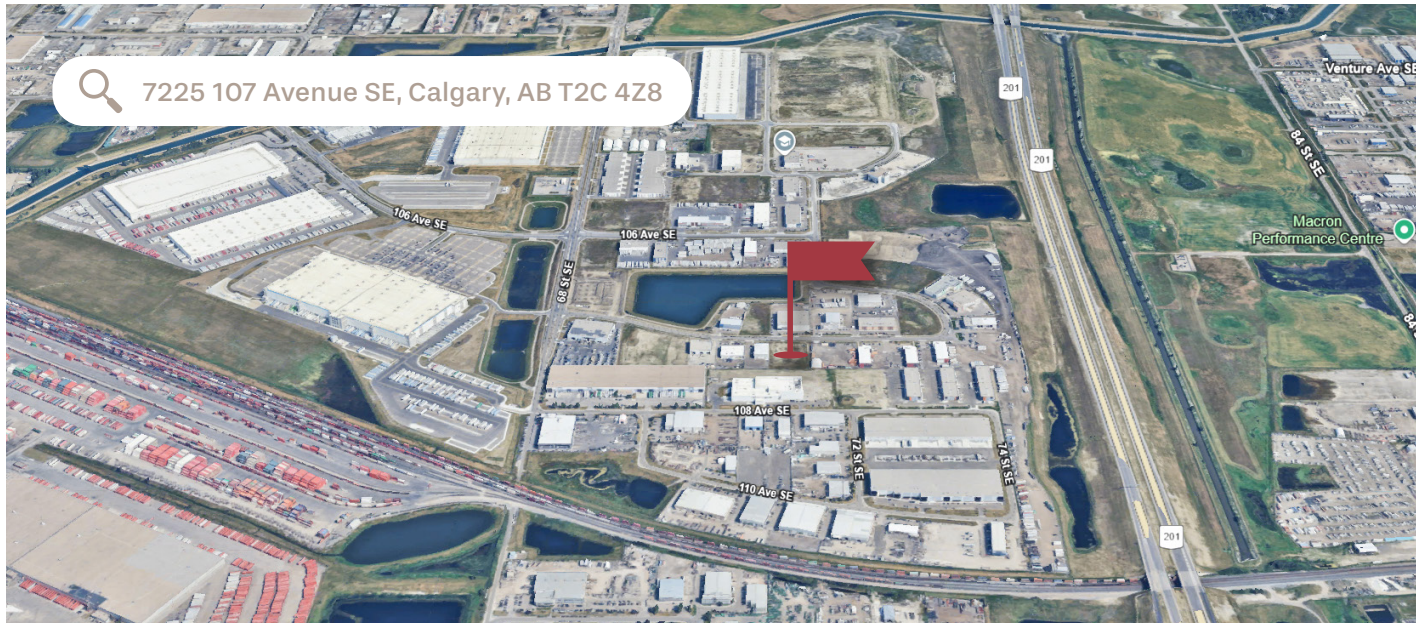 7225 107 Avenue SE, Calgary, AB T2C 4Z8
201
Venture Ave SE
201
84 St SE
106 Ave SE
106 Ave SE
Macron
Performance Centre
68 St SE
84
108 Ave SE
72 St SE
74 St SE
110 Ave SE
201